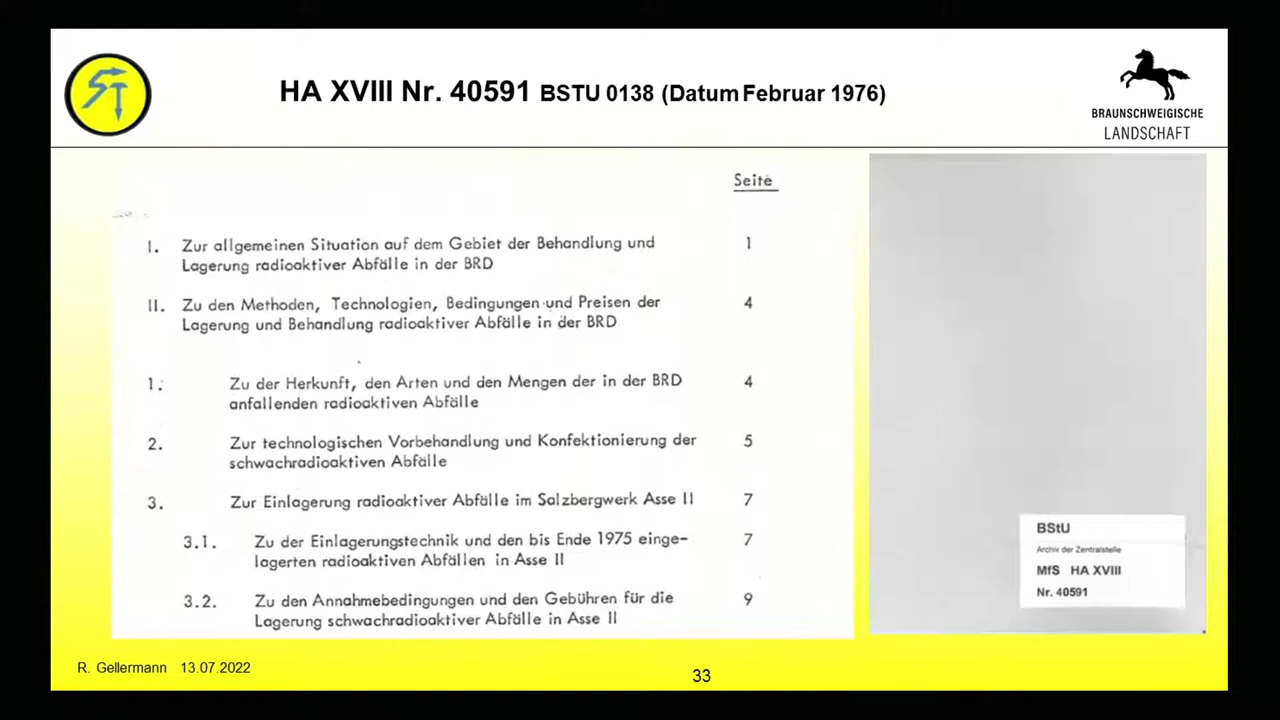 ST
HA XVIII Nr. 40591 BSTU 0138 (Datum Februar 1976)
BRAUNSCHWEIGISCHE
LANDSCHAFT
Seite
I. Zur allgemeinen Situation auf dem Gebiet der Behandlung und 1
Lagerung radioaktiver Abfälle in der BRD
II. Zu den Methoden, Technologien, Bedingungen und Preisen der 4
Lagerung und Behandlung radioaktiver Abfälle in der BRD
1. Zu der Herkunft, den Arten und den Mengen der in der BRD 4
anfallenden radioaktiven Abfälle
2. Zur technologischen Vorbehandlung und Konfektionierung der 5
schwachradioaktiven Abfälle
3. Zur Einlagerung radioaktiver Abfälle im Salzbergwerk Asse II 7
3.1. Zu der Einlagerungstechnik und den bis Ende 1975 einge- 7
lagerten radioaktiven Abfällen in Asse II
3.2. Zu den Annahmebedingungen und den Gebühren für die 9
Lagerung schwachradioaktiver Abfälle in Asse II
BStU
Archiv der Zentralstelle
MfS HA XVIII
Nr. 40591
R. Gellermann 13.07.2022
33